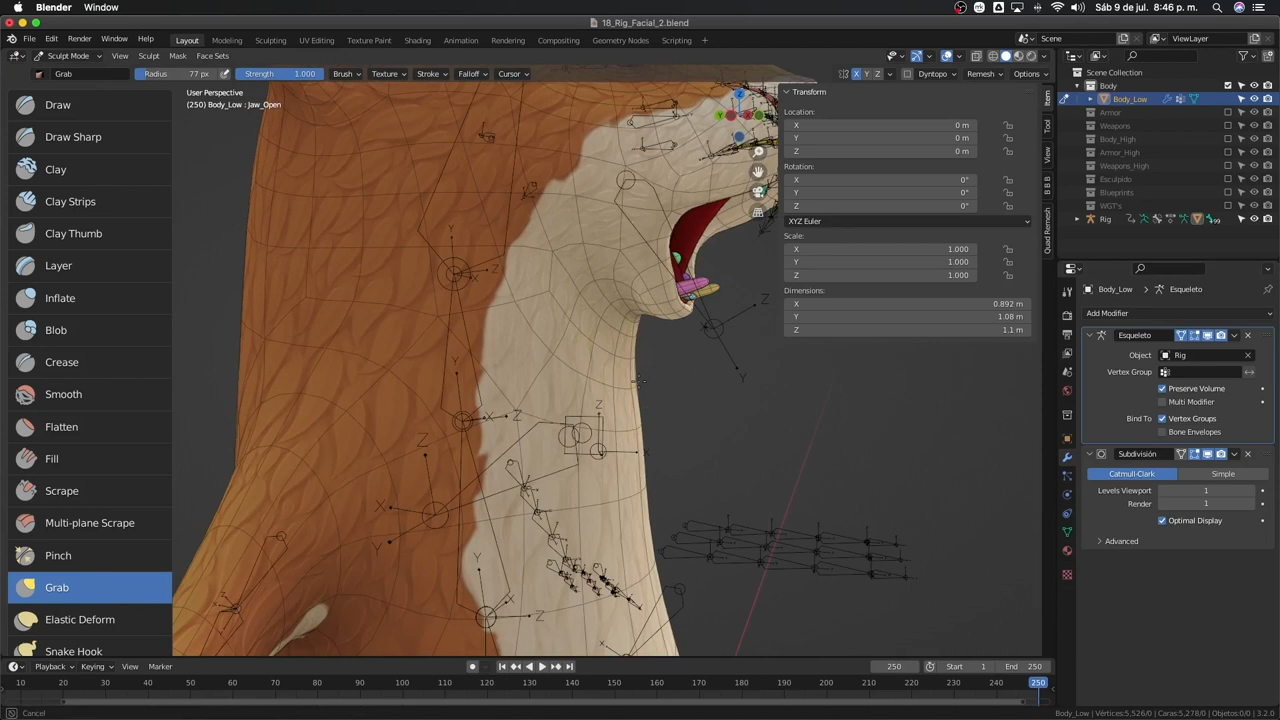 Blender Window Sáb 9 de jul. 8:46 p. m.
18_Rig_Facial_2.blend
File Edit Render Window Help Layout Modeling Sculpting UV Editing Texture Paint Shading Animation Rendering Compositing Geometry Nodes Scripting + Scene ViewLayer
Sculpt Mode View Sculpt Mask Face Sets
Grab Radius 77 px Strength 1.000 Brush Texture Stroke Falloff Cursor X Y Z Dyntopo Remesh Options
User Perspective
(250) Body_Low : Jaw_Open
Draw
Draw Sharp
Clay
Clay Strips
Clay Thumb
Layer
Inflate
Blob
Crease
Smooth
Flatten
Fill
Scrape
Multi-plane Scrape
Pinch
Grab
Elastic Deform
Snake Hook
Transform
Location:
X 0 m
Y 0 m
Z 0 m
Rotation:
X 0°
Y 0°
Z 0°
XYZ Euler
Scale:
X 1.000
Y 1.000
Z 1.000
Dimensions:
X 0.892 m
Y 1.08 m
Z 1.1 m
Item
Tool
View
B B B
Quad Remesh
Scene Collection
Body
Body_Low
Armor
Weapons
Body_High
Armor_High
Weapons_High
Esculpido
Blueprints
WGT's
Rig
Body_Low Esqueleto
Add Modifier
Esqueleto
Object Rig
Vertex Group
Preserve Volume
Multi Modifier
Bind To Vertex Groups
Bone Envelopes
Subdivisión
Catmull-Clark Simple
Levels Viewport 1
Render 1
Optimal Display
Advanced
Playback Keying View Marker 250 Start 1 End 250
10 20 30 40 50 60 70 80 90 100 110 120 130 140 150 160 170 180 190 200 210 220 230 240 250
Cancel Body_Low | Vértices:5,526/0 | Caras:5,278/0 | Objetos:0/0 | 3.2.0